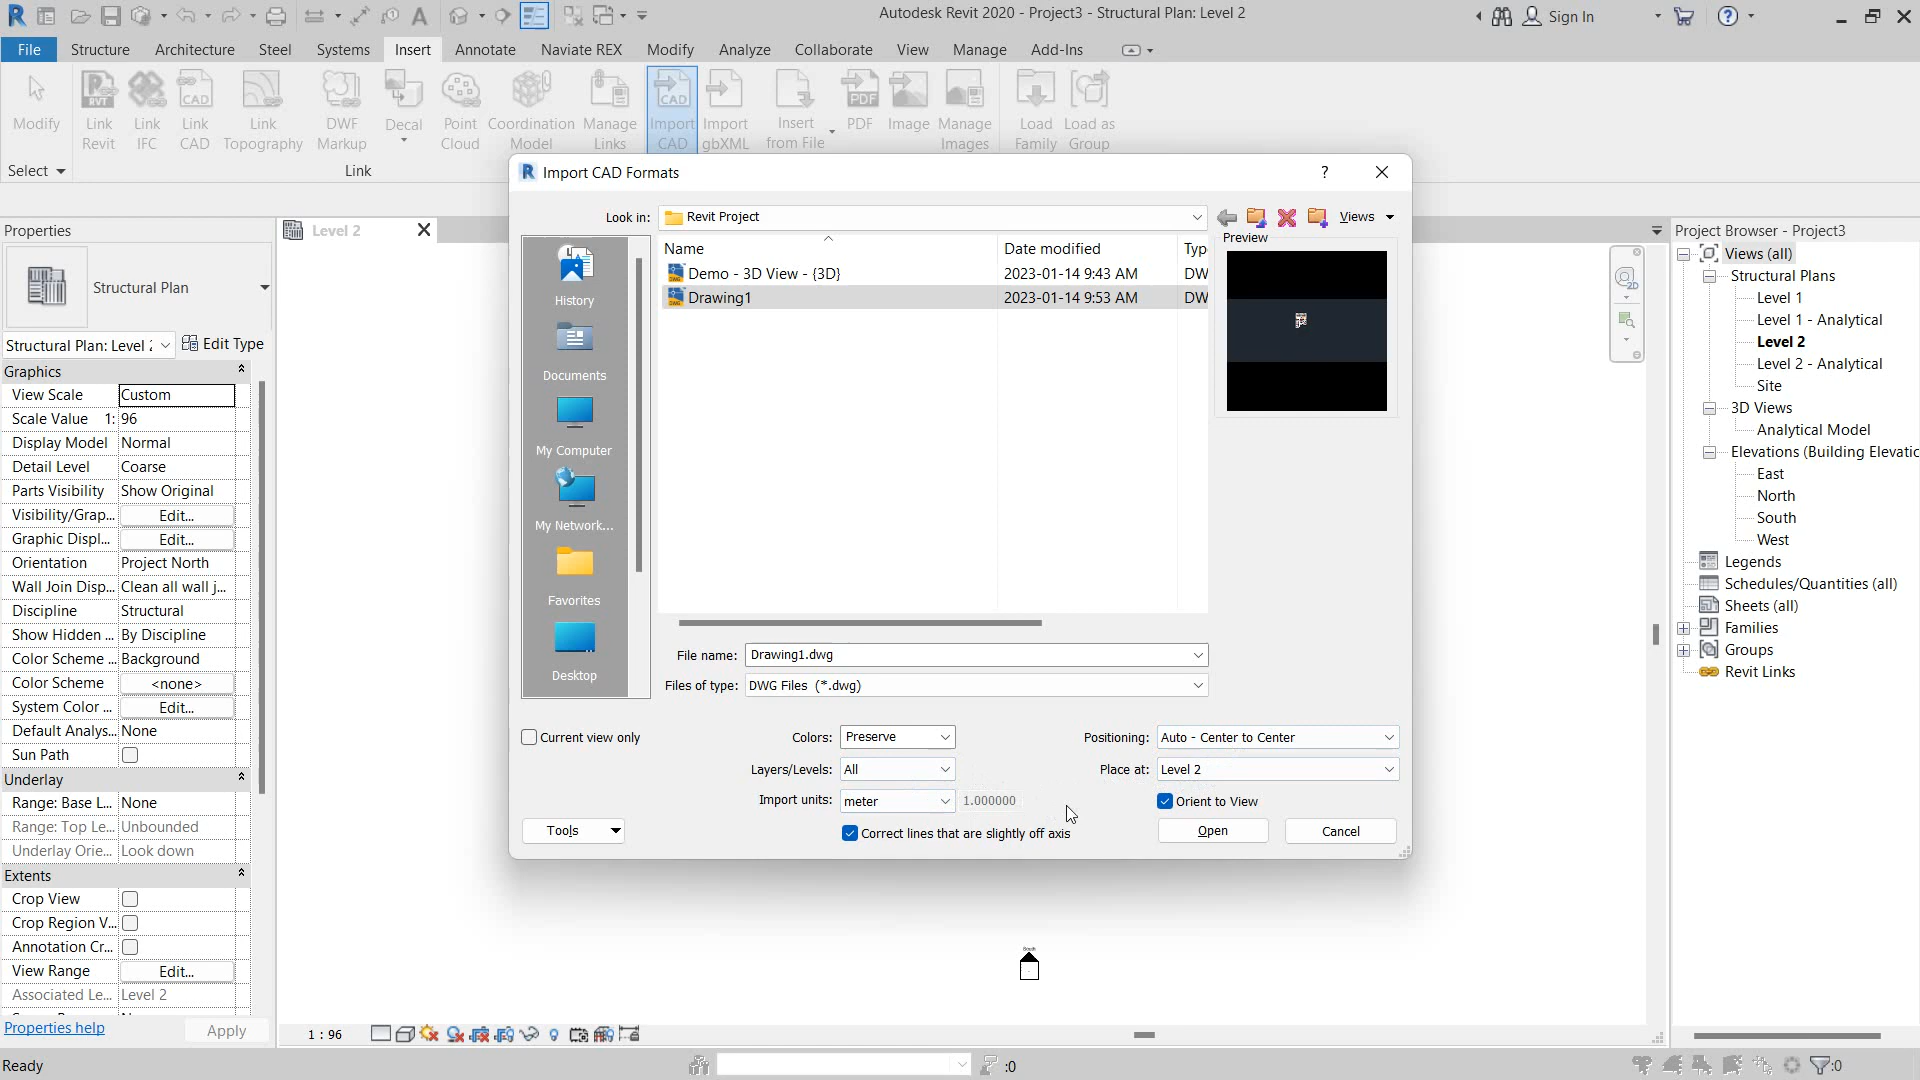 Autodesk Revit 2020 - Project3 - Structural Plan: Level 2
Sign In
File
Structure
Architecture
Steel
Systems
Insert
Annotate
Naviate REX
Modify
Analyze
Collaborate
View
Manage
Add-Ins
Modify
Link Revit
Link IFC
Link CAD
Link Topography
DWF Markup
Decal
Point Cloud
Coordination Model
Manage Links
Import CAD
Import gbXML
Insert from File
PDF
Image
Manage Images
Load Family
Load as Group
Select
Link
Import CAD Formats
Look in:
Revit Project
Views
Name
Date modified
Typ
Preview
Demo - 3D View - {3D}
2023-01-14 9:43 AM
DW
Drawing1
2023-01-14 9:53 AM
DW
History
Documents
My Computer
My Network...
Favorites
Desktop
File name:
Drawing1.dwg
Files of type:
DWG Files (*.dwg)
Current view only
Colors:
Preserve
Positioning:
Auto - Center to Center
Layers/Levels:
All
Place at:
Level 2
Import units:
meter
1.000000
Orient to View
Tools
Correct lines that are slightly off axis
Open
Cancel
Properties
Level 2
Structural Plan
Structural Plan: Level 2
Edit Type
Graphics
View Scale
Custom
Scale Value 1:
96
Display Model
Normal
Detail Level
Coarse
Parts Visibility
Show Original
Visibility/Grap...
Edit...
Graphic Displ...
Edit...
Orientation
Project North
Wall Join Disp...
Clean all wall j...
Discipline
Structural
Show Hidden ...
By Discipline
Color Scheme ...
Background
Color Scheme
<none>
System Color ...
Edit...
Default Analys...
None
Sun Path
Underlay
Range: Base L...
None
Range: Top Le...
Unbounded
Underlay Orie...
Look down
Extents
Crop View
Crop Region V...
Annotation Cr...
View Range
Edit...
Associated Le...
Level 2
Properties help
Apply
1 : 96
South
Ready
:0
:0
Project Browser - Project3
Views (all)
Structural Plans
Level 1
Level 1 - Analytical
Level 2
Level 2 - Analytical
Site
3D Views
Analytical Model
Elevations (Building Elevatic
East
North
South
West
Legends
Schedules/Quantities (all)
Sheets (all)
Families
Groups
Revit Links